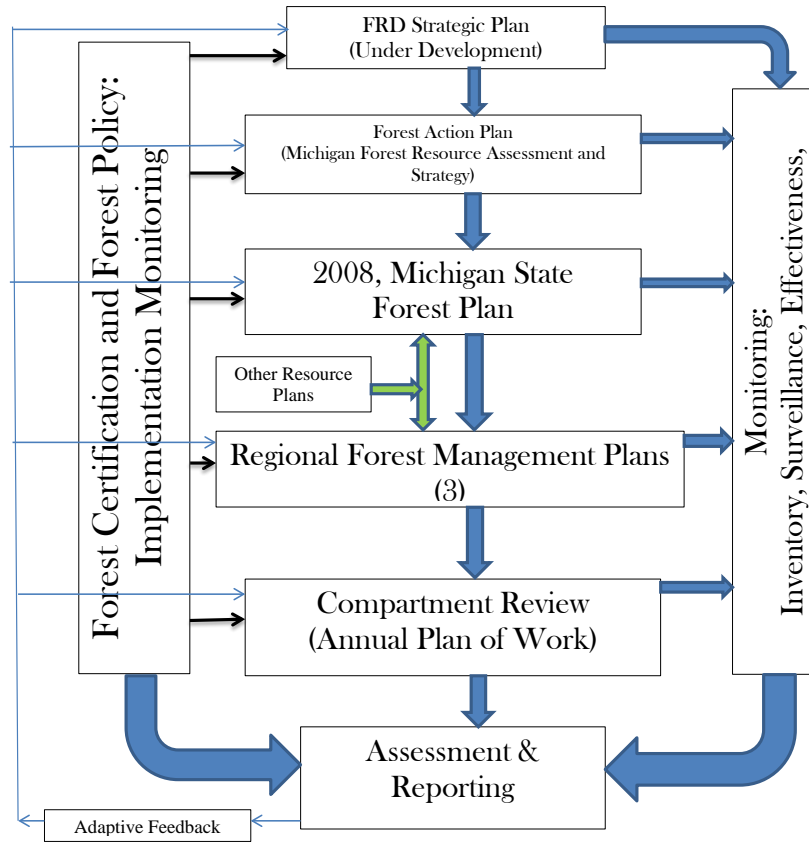 FRD Strategic Plan
(Under Development)
Forest Action Plan
(Michigan Forest Resource Assessment and
Strategy)
2008, Michigan State
Forest Plan
Other Resource
Plans
Regional Forest Management Plans
(3)
Compartment Review
(Annual Plan of Work)
Assessment &
Reporting
Adaptive Feedback
Forest Certification and Forest Policy:
Implementation Monitoring
Monitoring:
Inventory, Surveillance, Effectiveness,